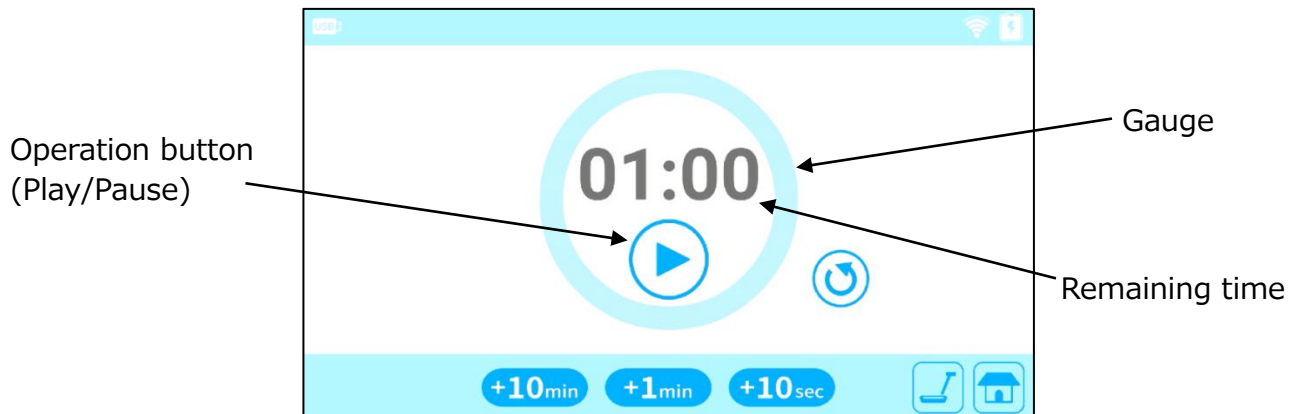 USB
Gauge
Operation button
(Play/Pause)
01:00
Remaining time
+10min +1min +10sec